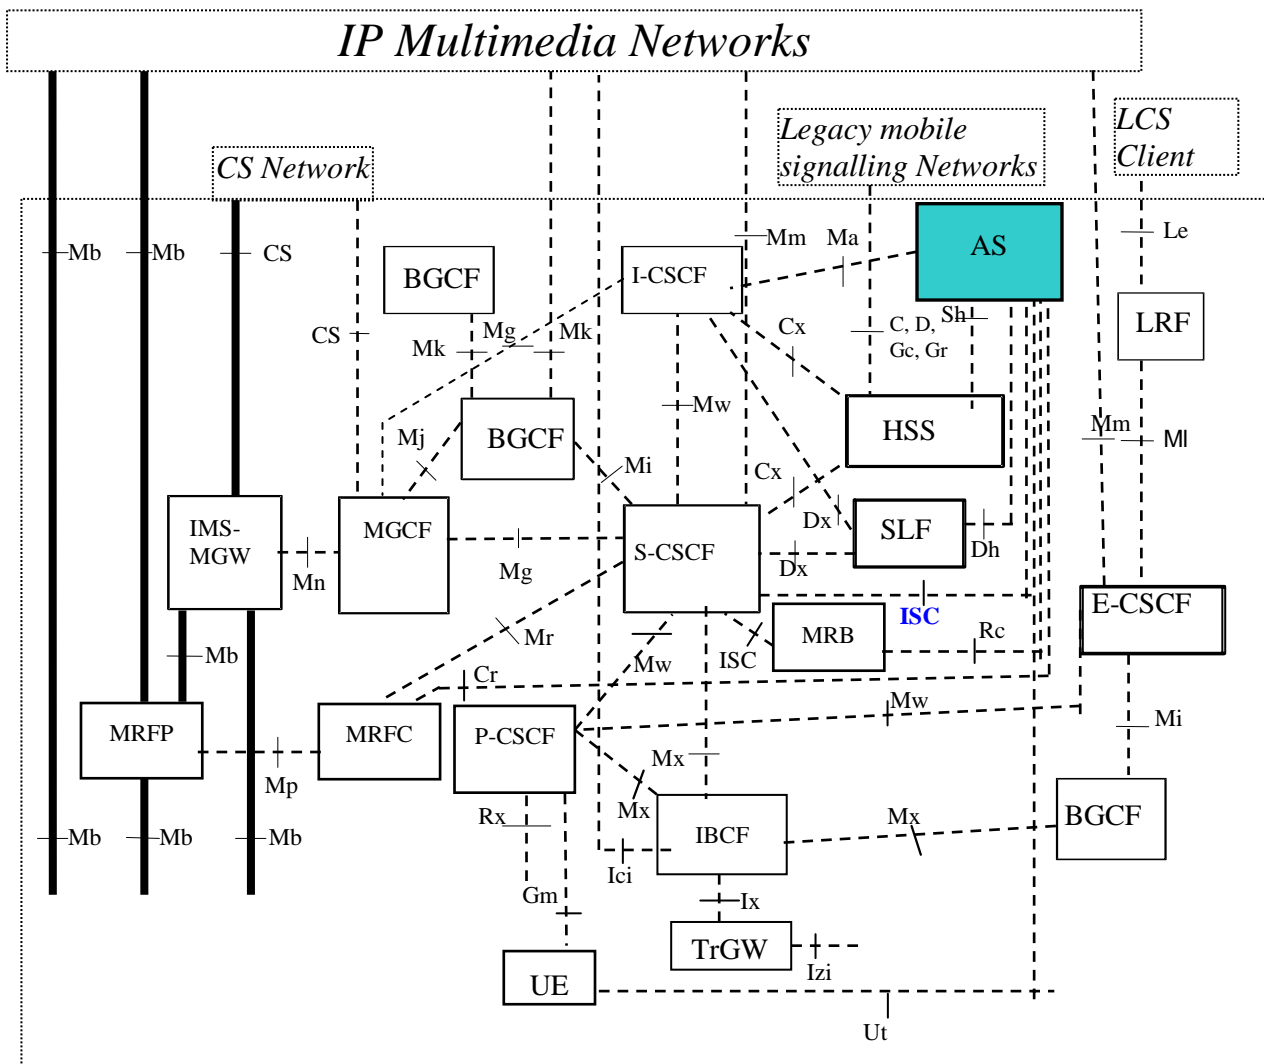 IP Multimedia Networks
CS Network
Legacy mobile
signalling Networks
LCS
Client
Mb
Mb
CS
BGCF
I-CSCF
Mm
Ma
AS
Le
CS
Mk
Mg
Mk
Cx
C, D,
Gc, Gr
Sh
LRF
Mw
Mj
BGCF
Mi
HSS
Mm
Ml
Cx
IMS-
MGW
MGCF
S-CSCF
Dx
SLF
Mn
Mg
Dx
Dh
ISC
E-CSCF
Mb
Mr
Mw
ISC
MRB
Rc
Cr
Mw
Mi
MRFP
MRFC
P-CSCF
Mp
Mx
Mx
Mb
Mb
Mb
Rx
IBCF
Mx
BGCF
Ici
Gm
Ix
TrGW
Izi
UE
Ut